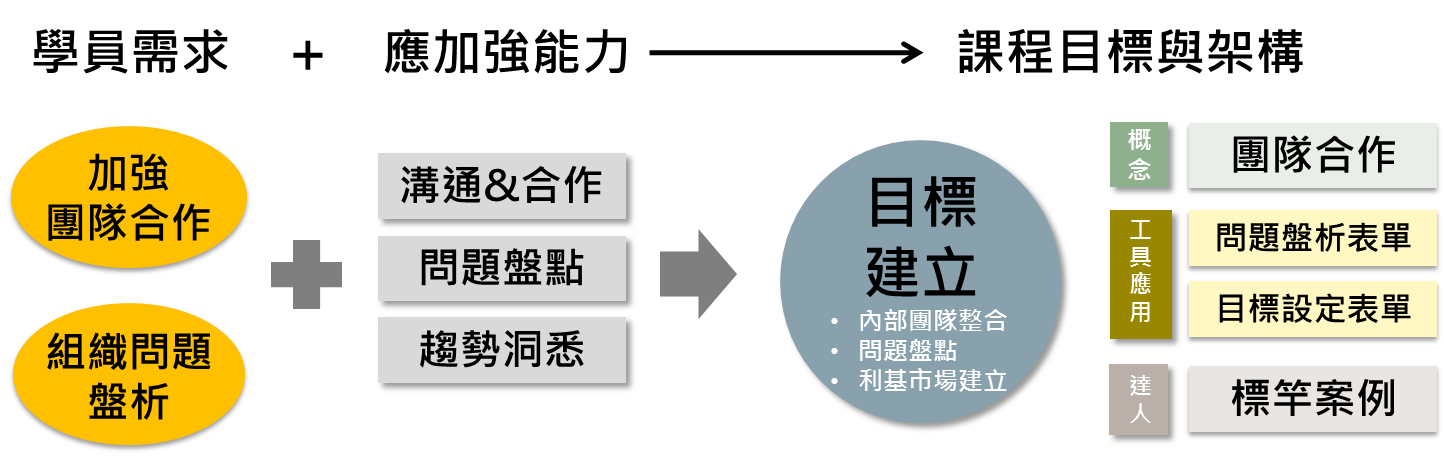 學員需求 + 應加強能力 課程目標與架構
加強
團隊合作
組織問題
盤析
溝通&合作
問題盤點
趨勢洞悉
目標
建立
• 內部團隊整合
• 問題盤點
• 利基市場建立
概念
團隊合作
工具應用
問題盤析表單
目標設定表單
達人
標竿案例